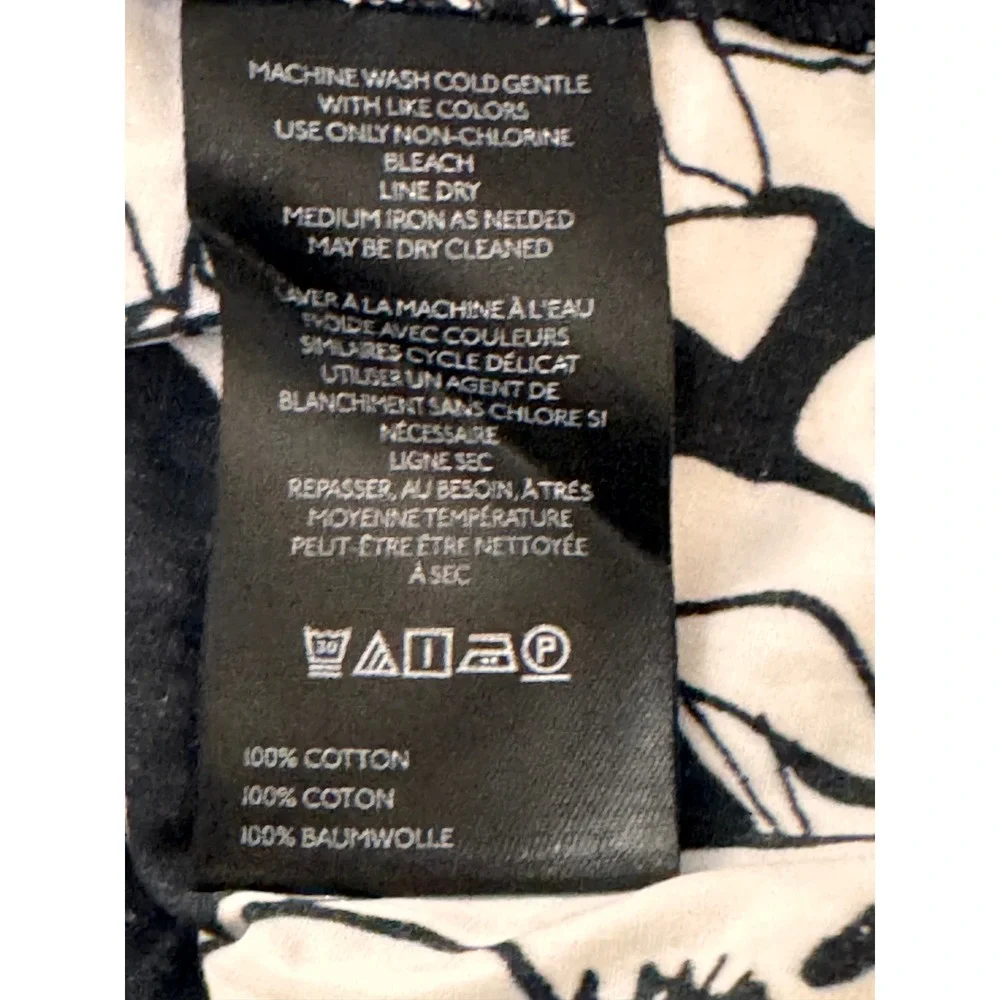 MACHINE WASH COLD GENTLE
WITH LIKE COLORS
USE ONLY NON-CHLORINE
BLEACH
LINE DRY
MEDIUM IRON AS NEEDED
MAY BE DRY CLEANED
LAVER A LA MACHINE À L'EAU
FROIDE AVEC COULEURS
SIMILAIRES CYCLE DÉLICAT
UTILISER UN AGENT DE
BLANCHIMENT SANS CHLORE SI
NÉCESSAIRE
LIGNE SEC
REPASSER, AU BESOIN, À TRÈS
MOYENNE TEMPÉRATURE
PEUT-ÊTRE ÊTRE NETTOYÉE
À SEC
30
P
100% COTTON
100% COTON
100% BAUMWOLLE